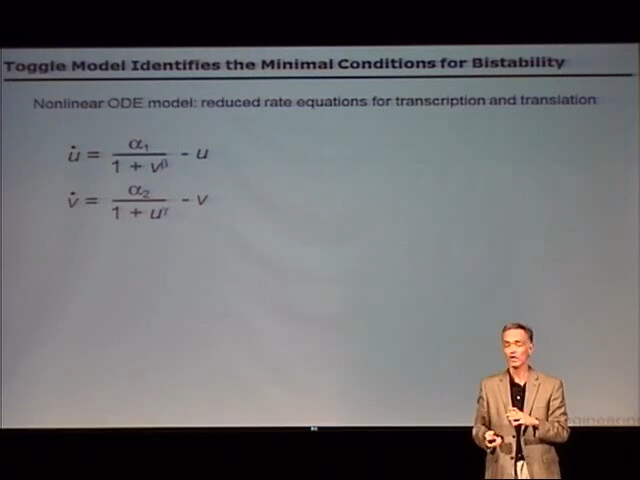 Toggle Model Identifies the Minimal Conditions for Bistability
Nonlinear ODE model: reduced rate equations for transcription and translation
u̇ = α₁ / (1 + v^β) - u
v̇ = α₂ / (1 + u^γ) - v